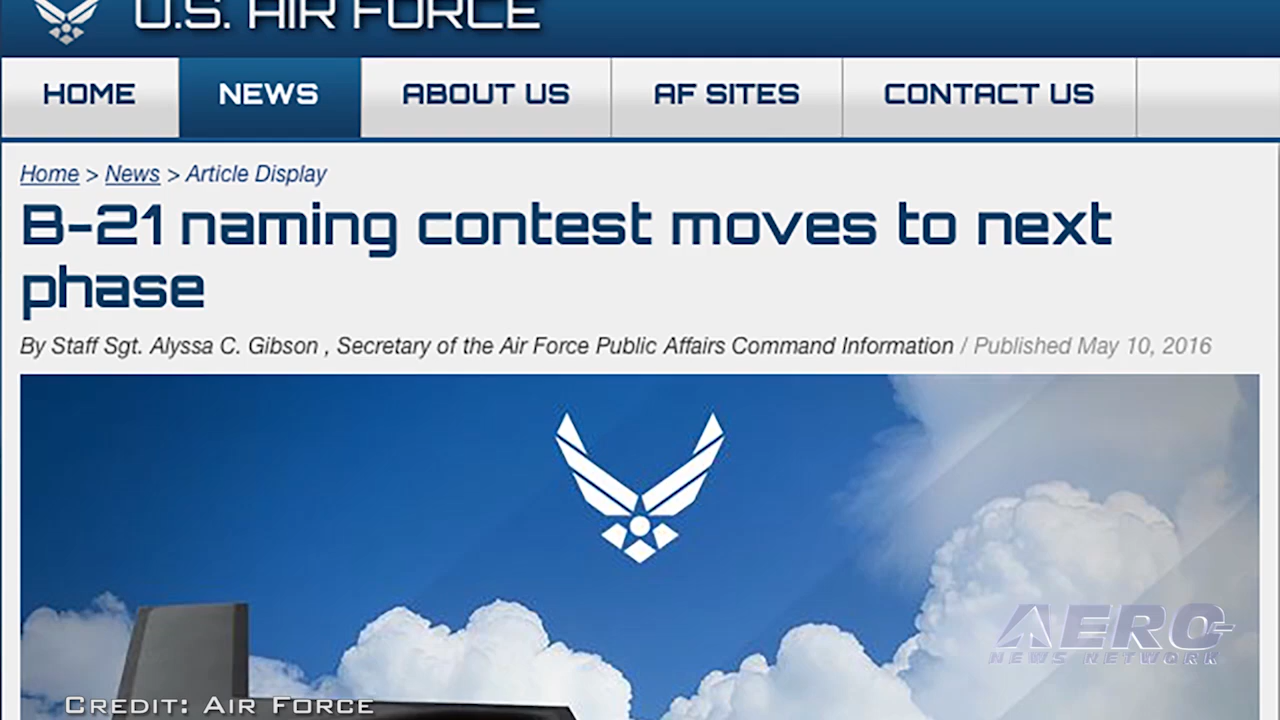 U.S. AIR FORCE
HOME NEWS ABOUT US AF SITES CONTACT US
Home > News > Article Display
B-21 naming contest moves to next
phase
By Staff Sgt. Alyssa C. Gibson , Secretary of the Air Force Public Affairs Command Information / Published May 10, 2016
AERO
NEWS NETWORK
CREDIT: AIR FORCE